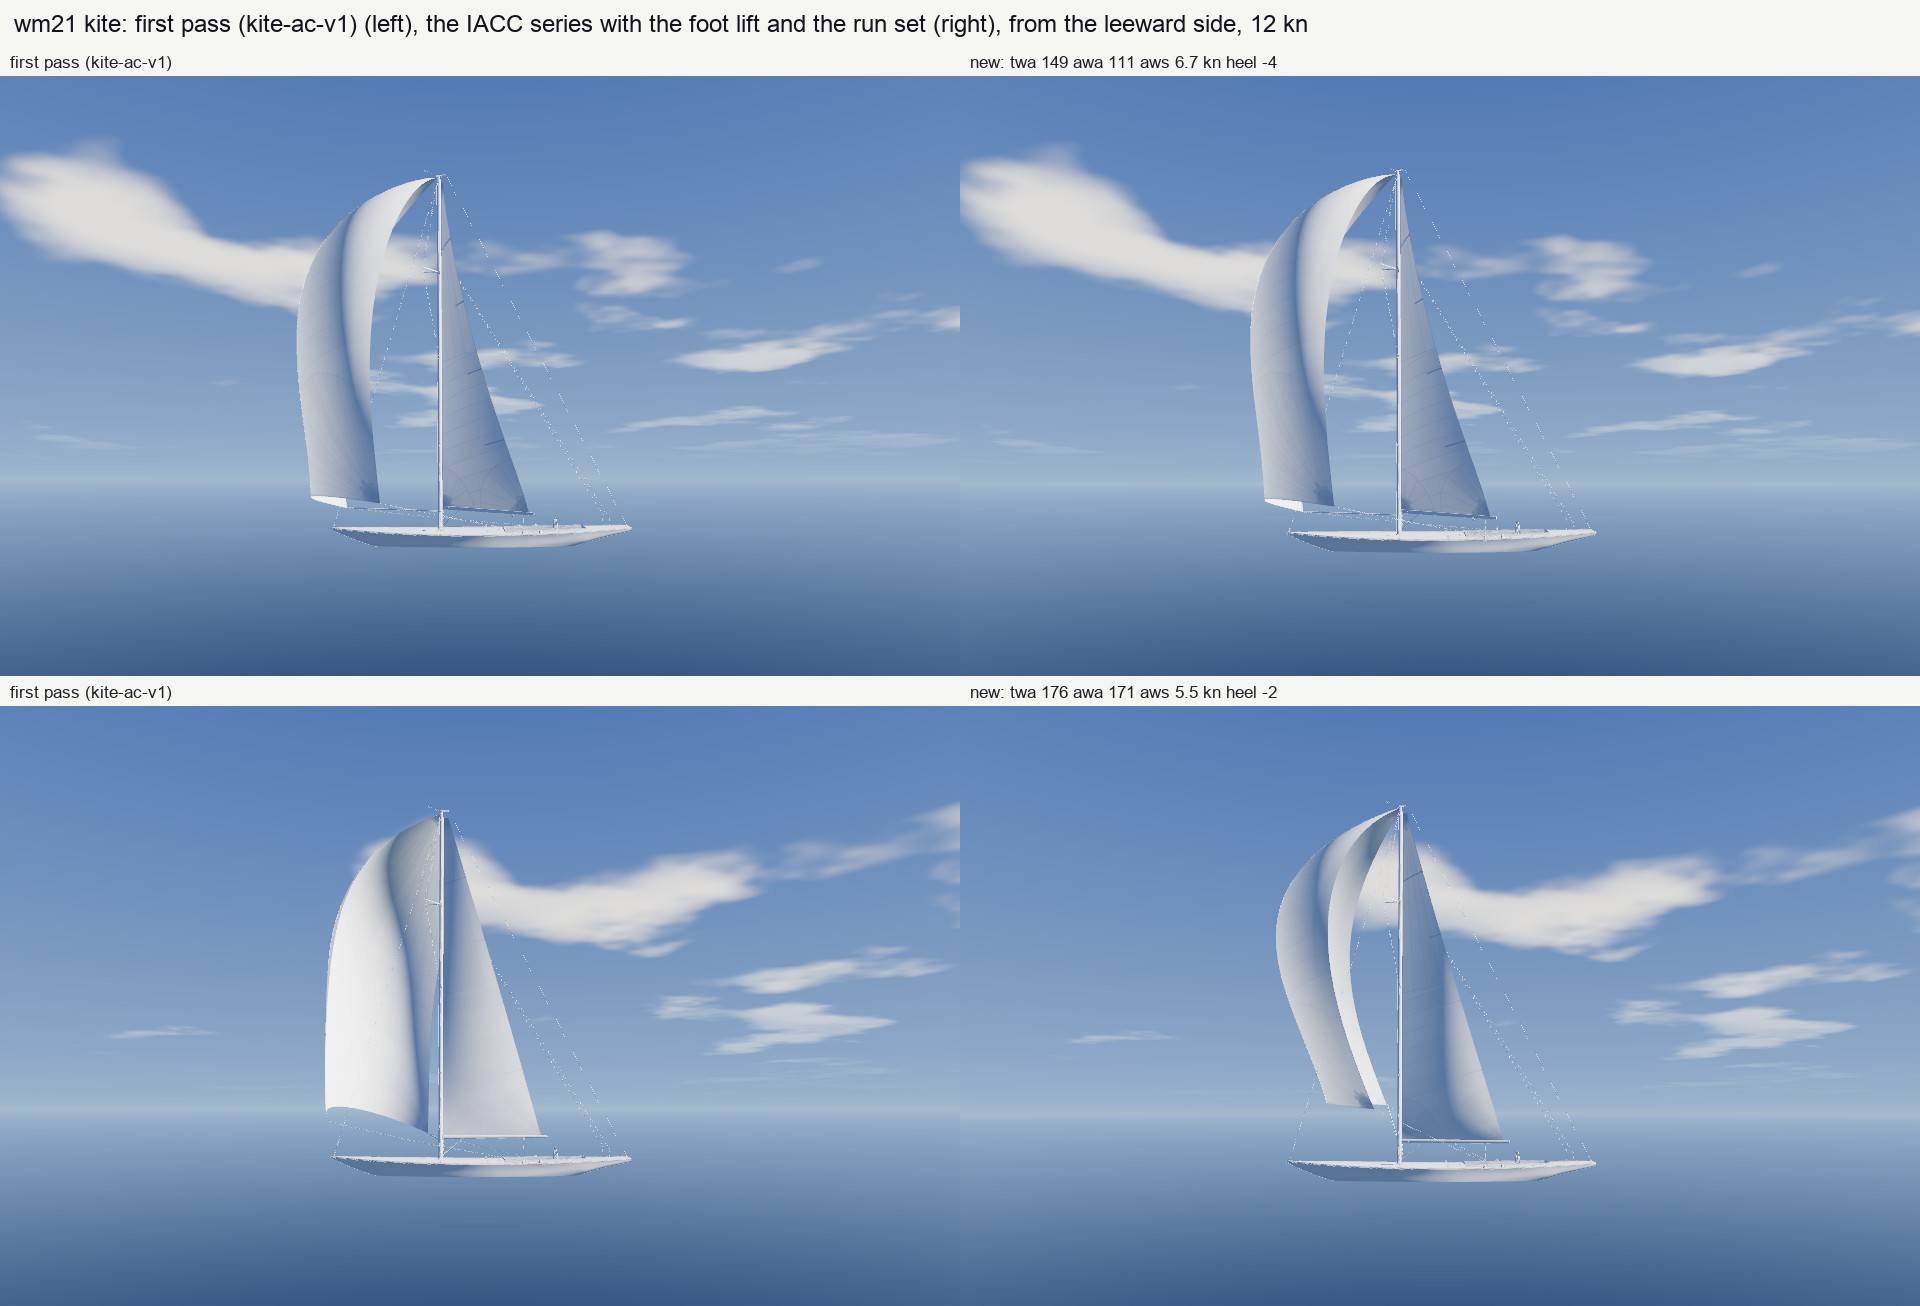 wm21 kite: first pass (kite-ac-v1) (left), the IACC series with the foot lift and the run set (right), from the leeward side, 12 kn
first pass (kite-ac-v1)
new: twa 149 awa 111 aws 6.7 kn heel -4
first pass (kite-ac-v1)
new: twa 176 awa 171 aws 5.5 kn heel -2